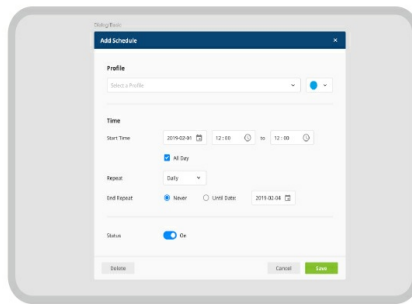 Dialog/Basic
Add Schedule ×
Profile
Select a Profile
Time
Start Time 2019-02-04 12 : 00 to 12 : 00
All Day
Repeat Daily
End Repeat Never Until Date: 2019-02-04
Status On
Delete Cancel Save